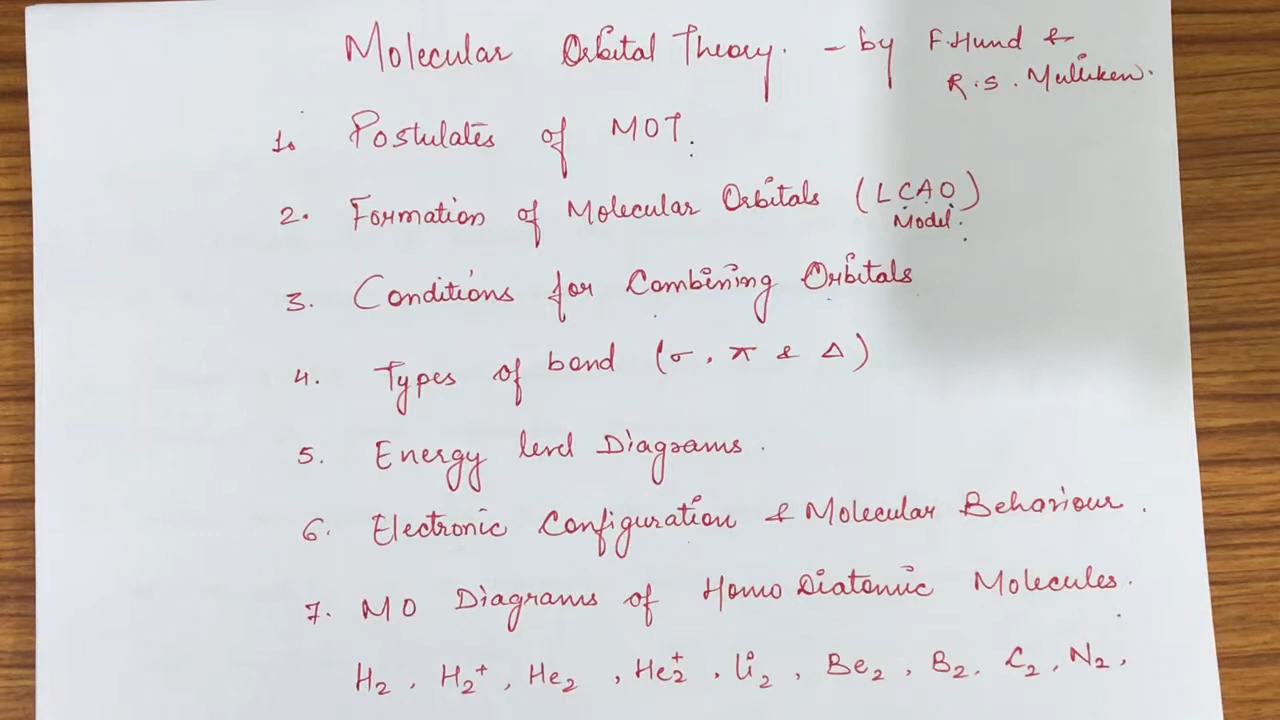 Molecular Orbital Theory. - by F. Hund &
R.S. Mulliken.
1. Postulates of MOT.
2. Formation of Molecular Orbitals (LCAO)
Model.
3. Conditions for Combining Orbitals
4. Types of bond (σ, π & Δ)
5. Energy level Diagrams.
6. Electronic Configuration & Molecular Behaviour.
7. MO Diagrams of Homo Diatomic Molecules.
H₂, H₂⁺, He₂, He₂⁺, Li₂, Be₂, B₂, C₂, N₂,